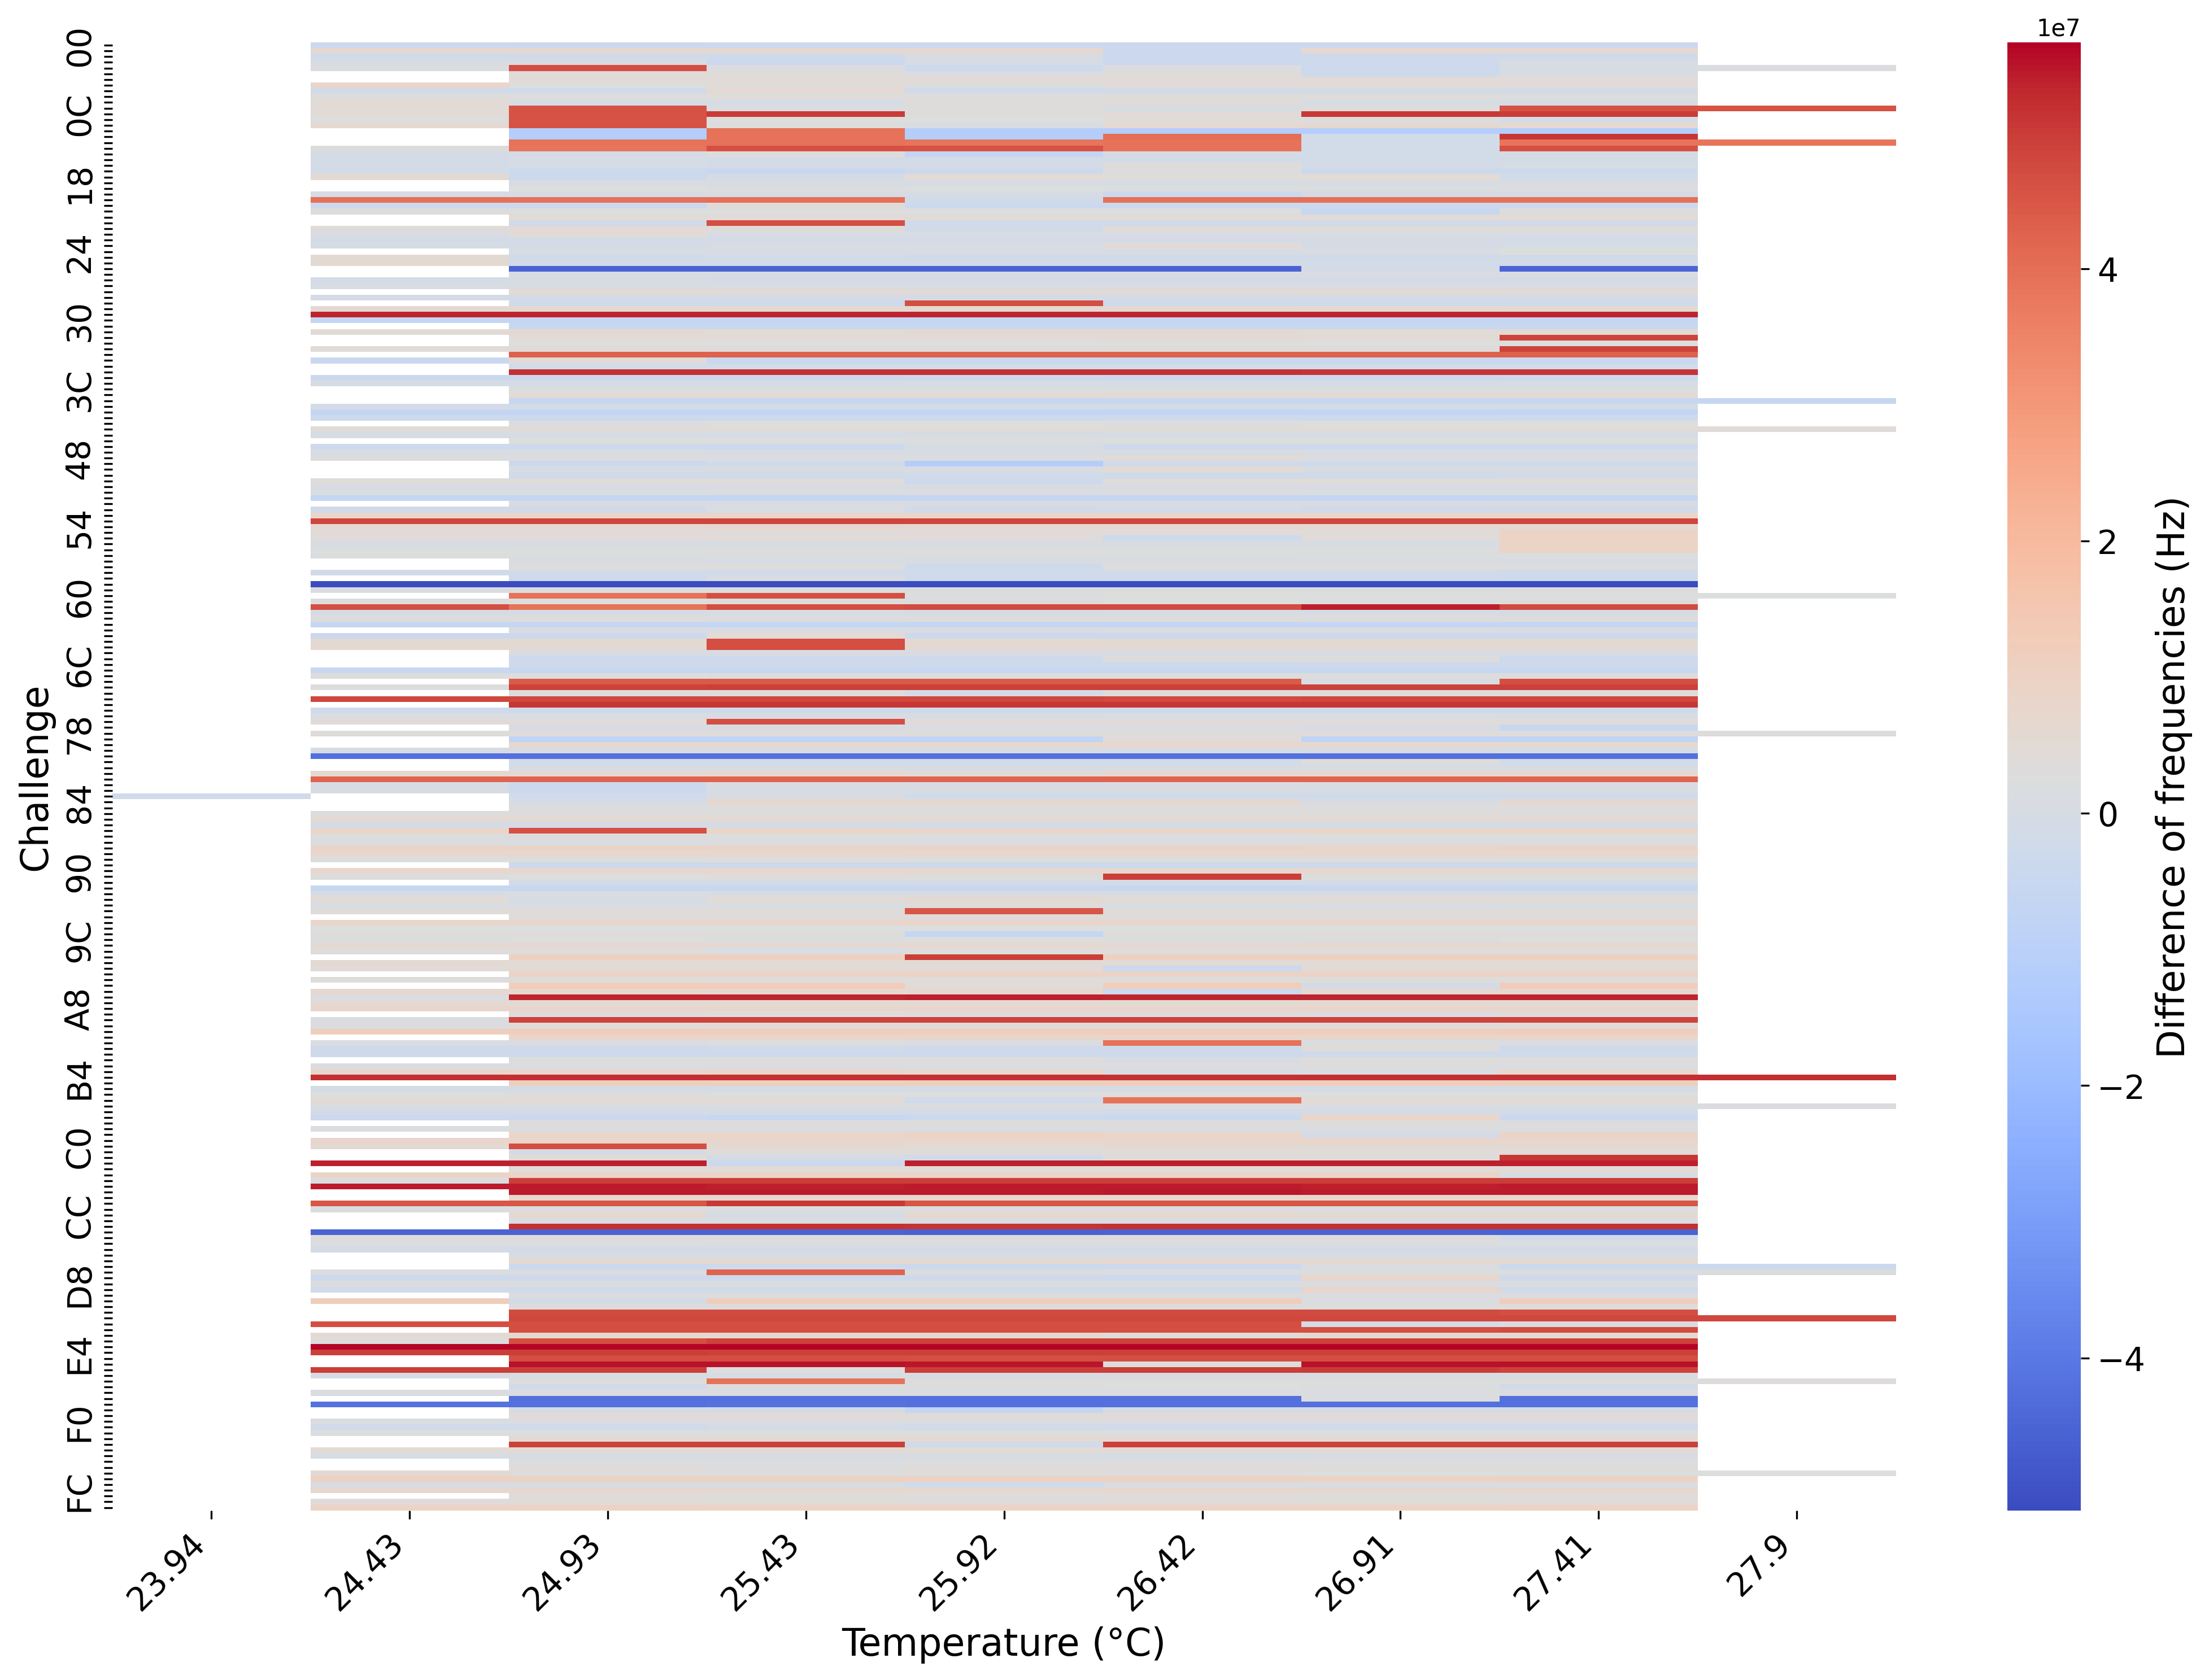 1e7
00
0C
18
24
30
3C
48
54
60
6C
78
84
90
9C
A8
B4
C0
CC
D8
E4
F0
FC
Challenge
23.94
24.43
24.93
25.43
25.92
26.42
26.91
27.41
27.9
Temperature (°C)
4
2
0
−2
−4
Difference of frequencies (Hz)